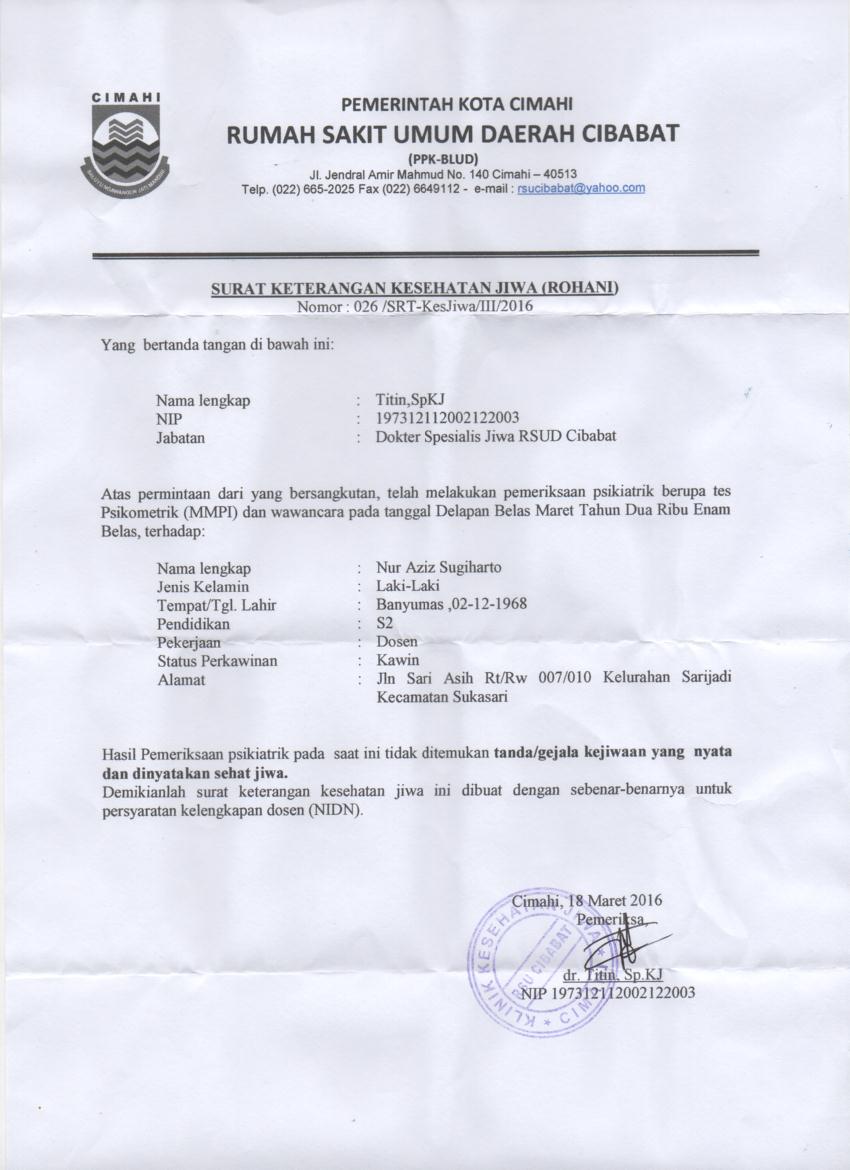 CIMAHI
PEMERINTAH KOTA CIMAHI
RUMAH SAKIT UMUM DAERAH CIBABAT
(PPK-BLUD)
Jl. Jendral Amir Mahmud No. 140 Cimahi – 40513
Telp. (022) 665-2025 Fax (022) 6649112 - e-mail : rsucibabat@yahoo.com
SURAT KETERANGAN KESEHATAN JIWA (ROHANI)
Nomor : 026 /SRT-KesJiwa/III/2016
Yang bertanda tangan di bawah ini:
Nama lengkap : Titin,SpKJ
NIP : 197312112002122003
Jabatan : Dokter Spesialis Jiwa RSUD Cibabat
Atas permintaan dari yang bersangkutan, telah melakukan pemeriksaan psikiatrik berupa tes
Psikometrik (MMPI) dan wawancara pada tanggal Delapan Belas Maret Tahun Dua Ribu Enam
Belas, terhadap:
Nama lengkap : Nur Aziz Sugiharto
Jenis Kelamin : Laki-Laki
Tempat/Tgl. Lahir : Banyumas ,02-12-1968
Pendidikan : S2
Pekerjaan : Dosen
Status Perkawinan : Kawin
Alamat : Jln Sari Asih Rt/Rw 007/010 Kelurahan Sarijadi
Kecamatan Sukasari
Hasil Pemeriksaan psikiatrik pada saat ini tidak ditemukan tanda/gejala kejiwaan yang nyata
dan dinyatakan sehat jiwa.
Demikianlah surat keterangan kesehatan jiwa ini dibuat dengan sebenar-benarnya untuk
persyaratan kelengkapan dosen (NIDN).
Cimahi, 18 Maret 2016
Pemeriksa,
dr. Titin, Sp.KJ
NIP 197312112002122003
KLINIK KESEHATAN JIWA * CIMAHI *
RSU CIBABAT